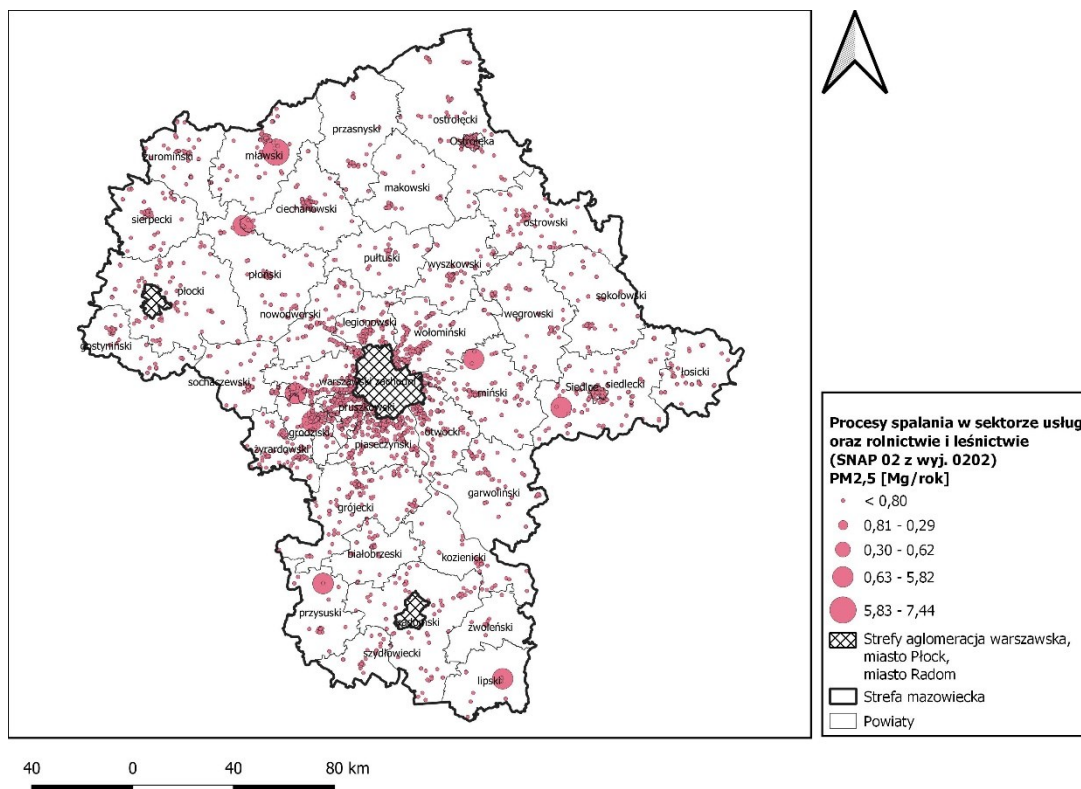 ostrołęcki
Ostrołęka
przasnyski
żuromiński
mławski
makowski
ciechanowski
sierpecki
ostrowski
pułtuski
wyszkowski
płoński
płocki
sokołowski
nowodworski
węgrowski
legionowski
wołomiński
gostyniński
łosicki
sochaczewski
warszawski zachodni
Siedlce
siedlecki
miński
pruszkowski
grodziski
otwocki
piaseczyński
żyrardowski
garwoliński
grójecki
białobrzeski
kozienicki
przysuski
radomski
zwoleński
szydłowiecki
lipski
Procesy spalania w sektorze usług
oraz rolnictwie i leśnictwie
(SNAP 02 z wyj. 0202)
PM2,5 [Mg/rok]
< 0,80
0,81 - 0,29
0,30 - 0,62
0,63 - 5,82
5,83 - 7,44
Strefy aglomeracja warszawska,
miasto Płock,
miasto Radom
Strefa mazowiecka
Powiaty
40 0 40 80 km